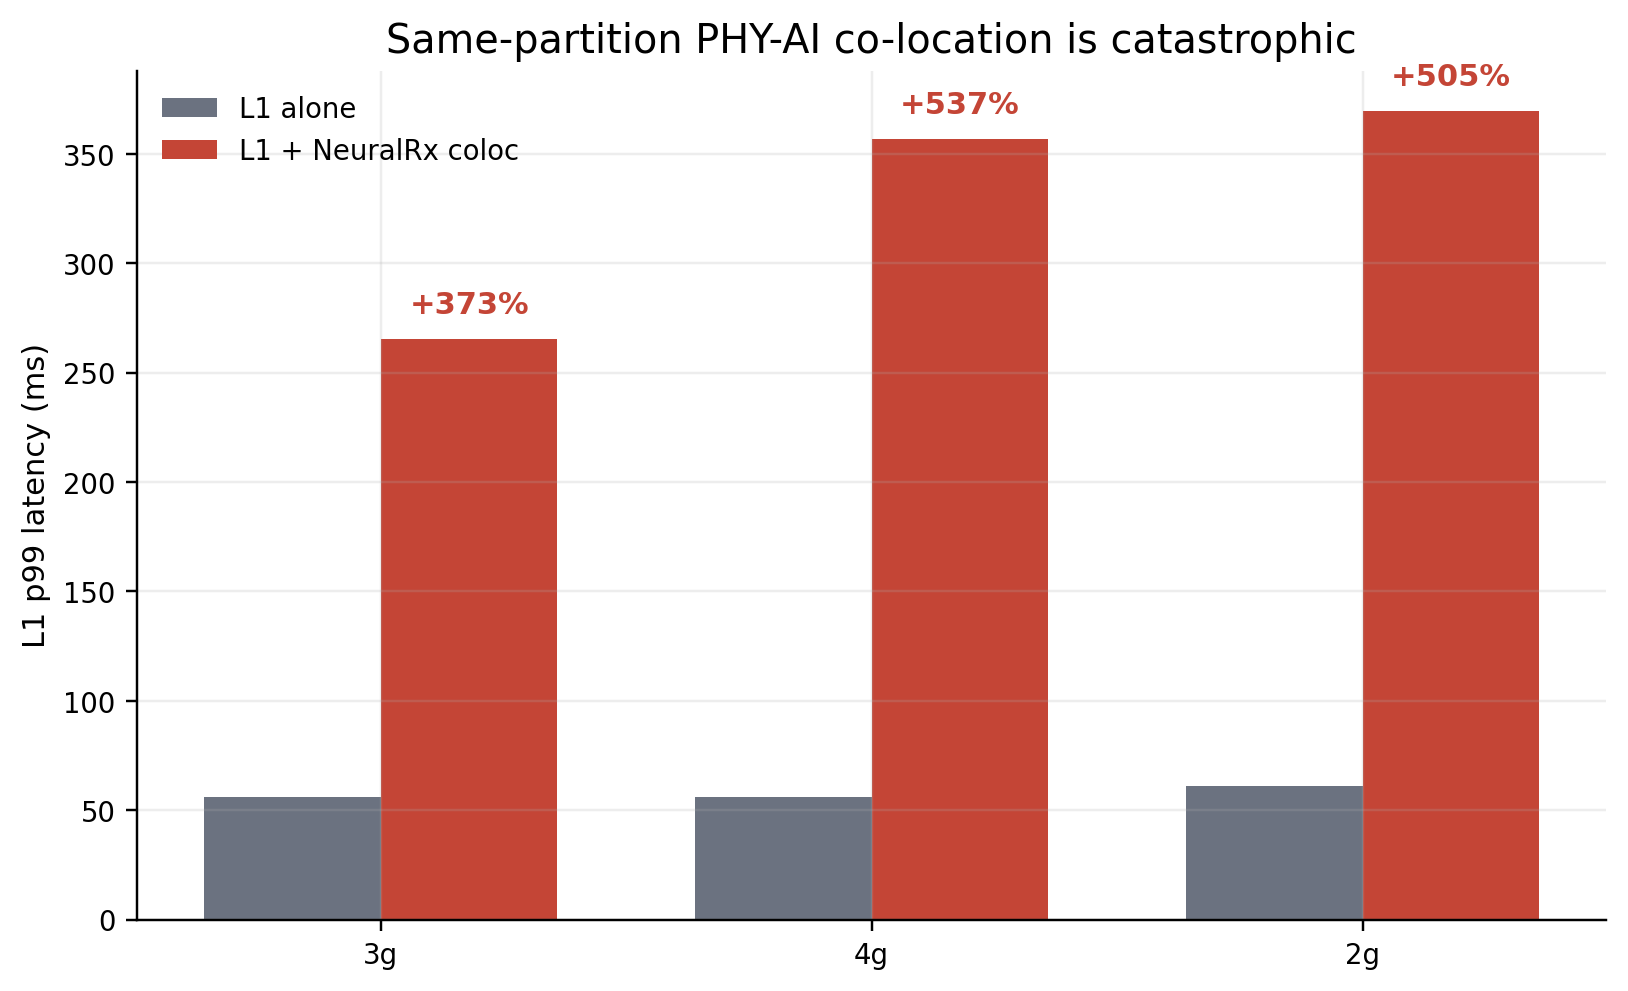 Same-partition PHY-AI co-location is catastrophic
L1 alone
L1 + NeuralRx coloc
+373%
+537%
+505%
L1 p99 latency (ms)
350
300
250
200
150
100
50
0
3g
4g
2g